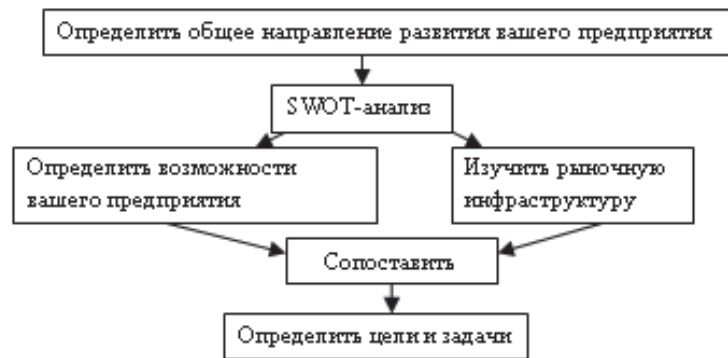 Определить общее направление развития вашего предприятия
SWOT-анализ
Определить возможности
вашего предприятия
Изучить рыночную
инфраструктуру
Сопоставить
Определить цели и задачи